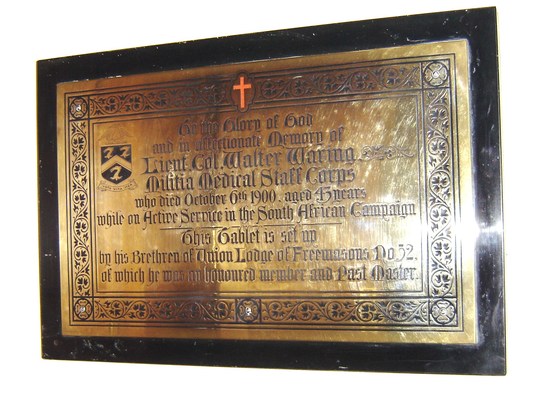 To the Glory of God
and in affectionate Memory of
Lieut Col. Walter Waring
Militia Medical Staff Corps
who died October 6th 1900, aged 45 years
while on Active Service in the South African Campaign
This Tablet is set up
by his Brethren of Union Lodge of Freemasons No 52,
of which he was an honoured member and Past Master.